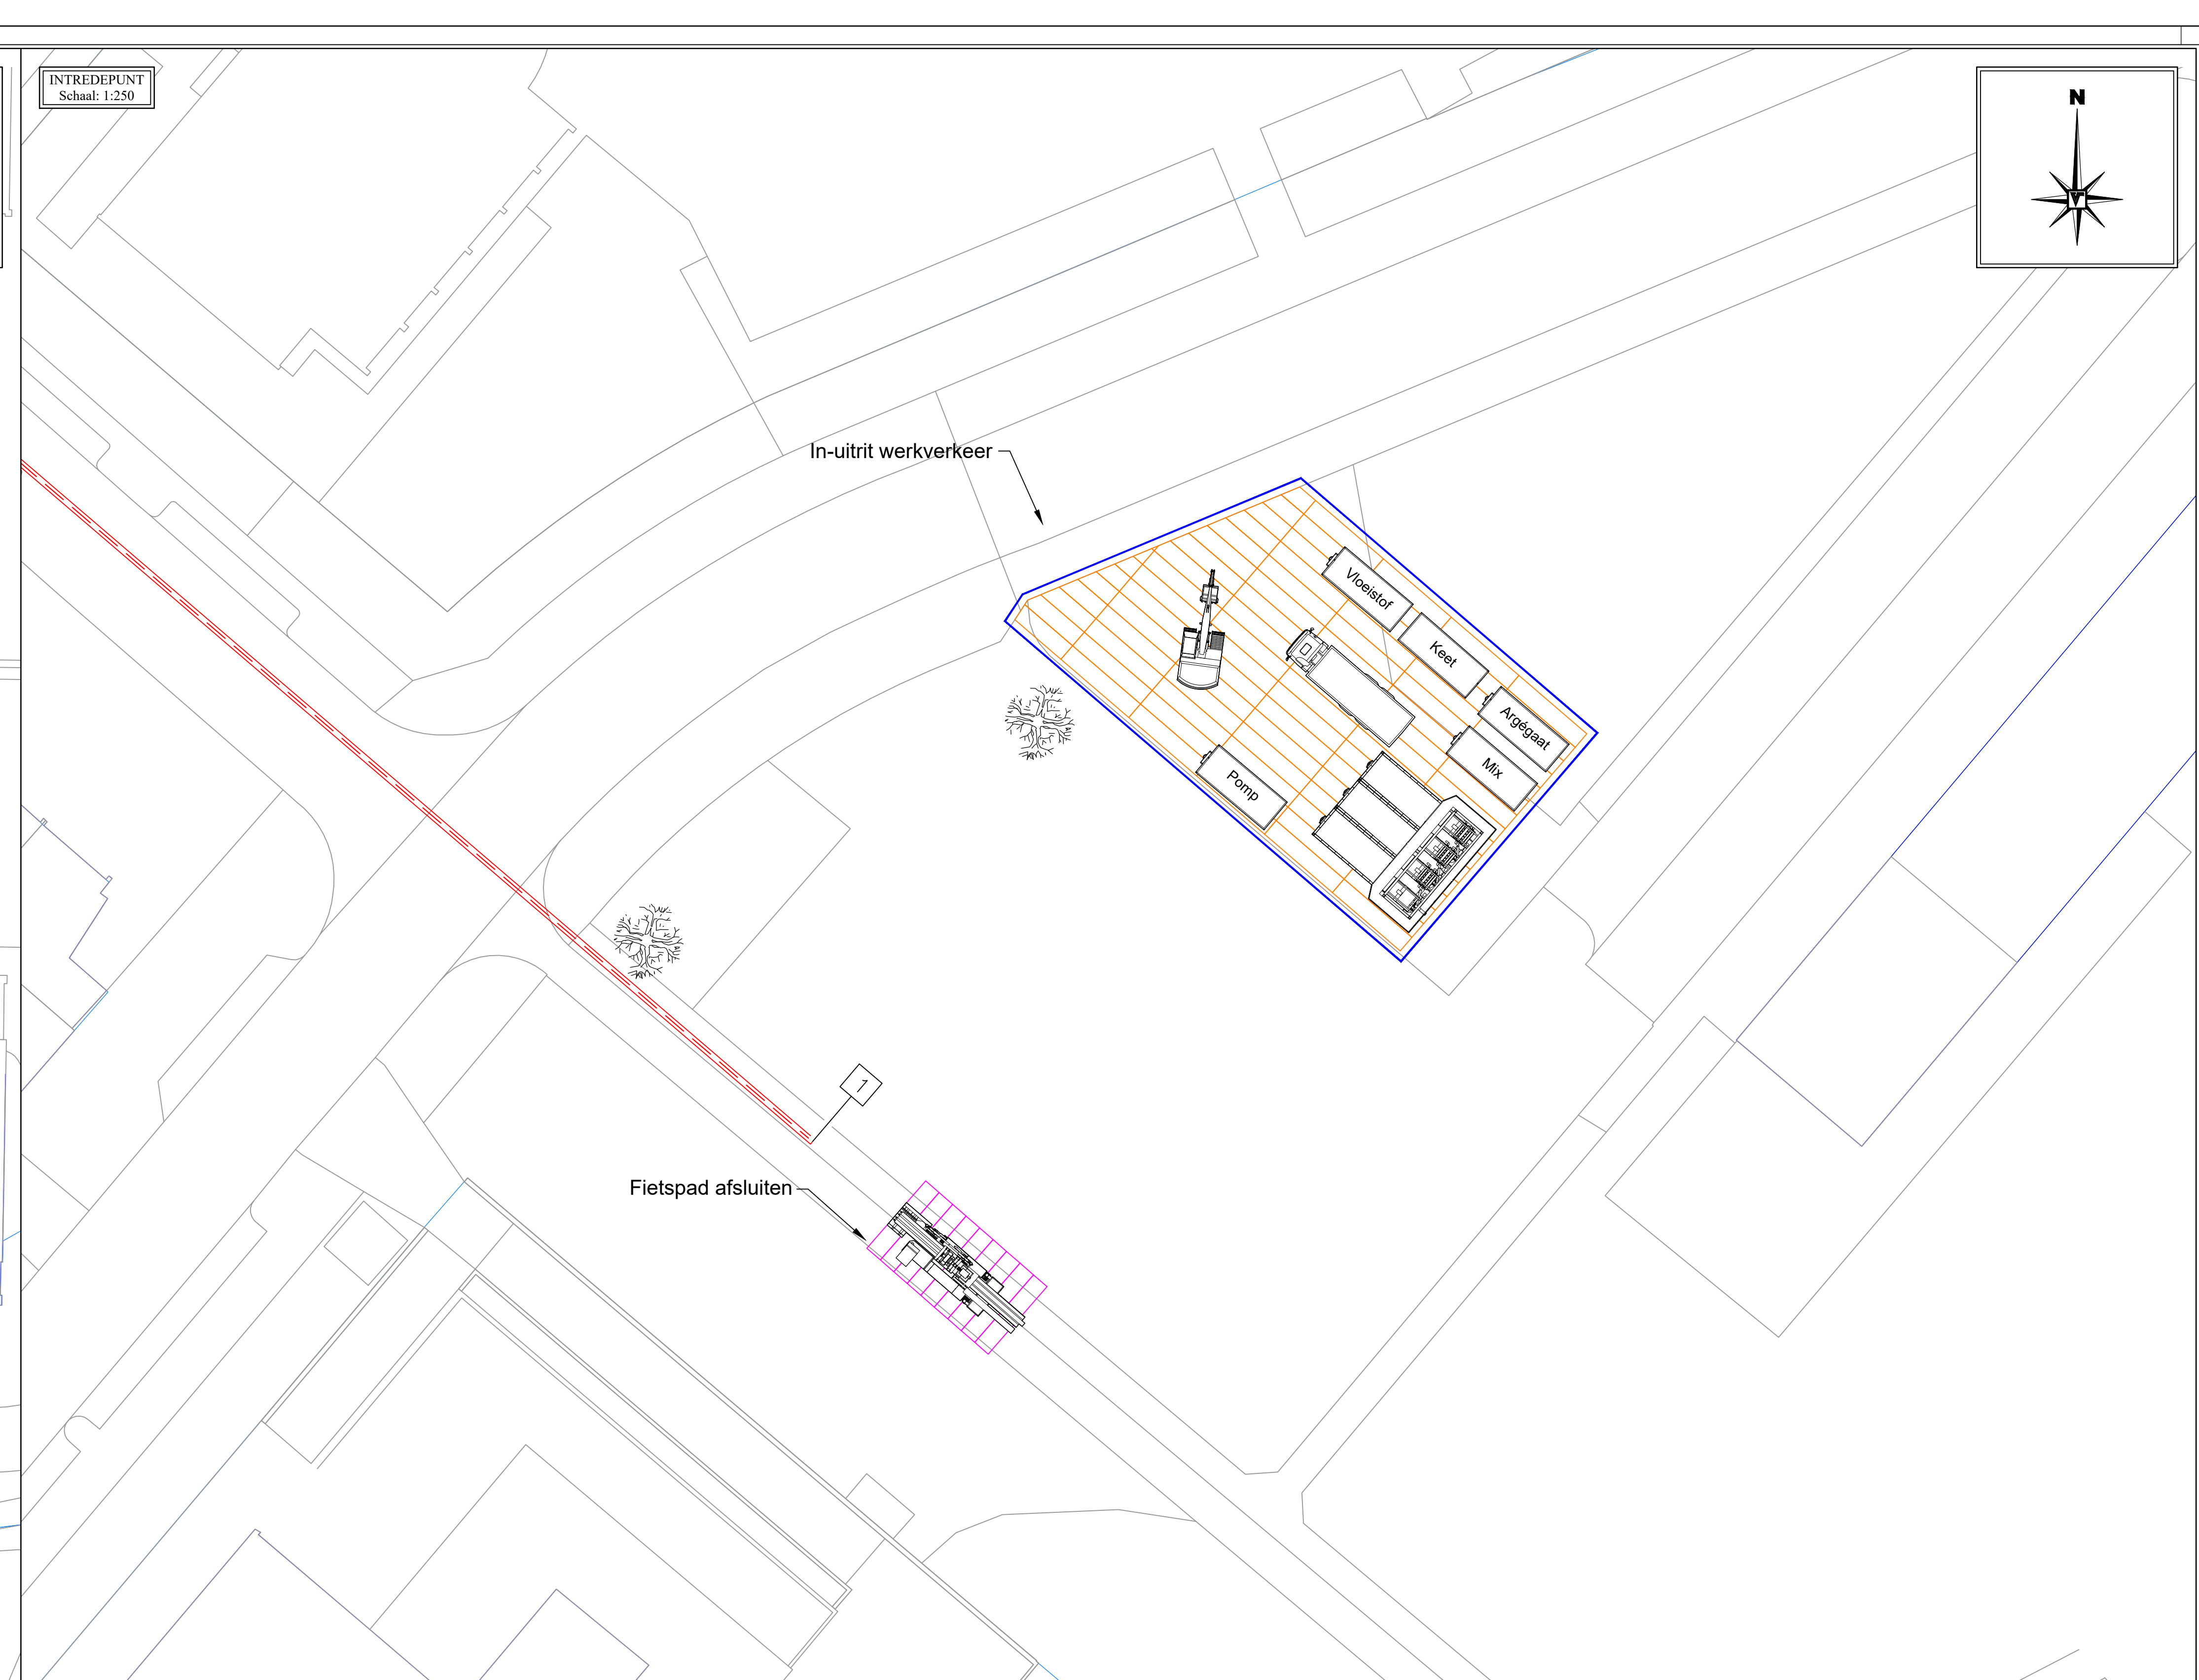 INTREDEPUNT
Schaal: 1:250
N
In-uitrit werkverkeer
Vloeistof
Keet
Argégaat
Mix
Pomp
1
Fietspad afsluiten